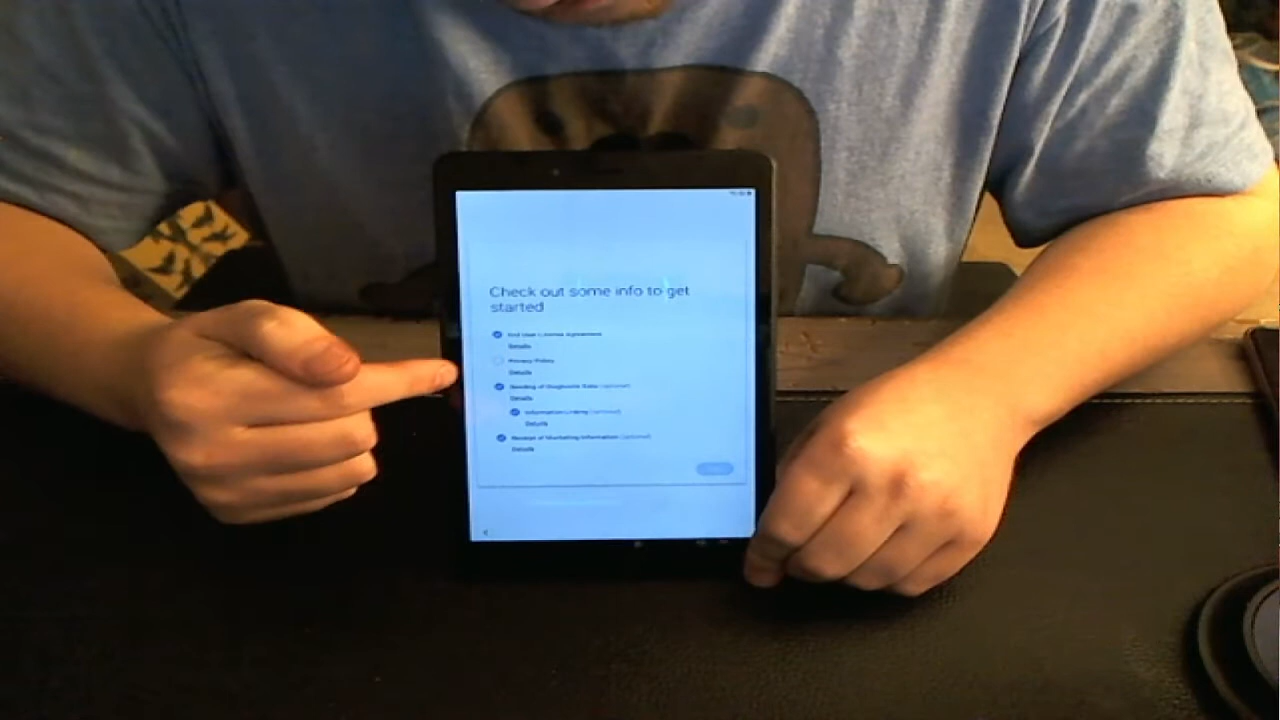 Check out some info to get
started
End User License Agreement
Details
Privacy Policy
Details
Sending of Diagnostic Data (optional)
Details
Information Linking (optional)
Details
Receipt of Marketing Information (optional)
Details